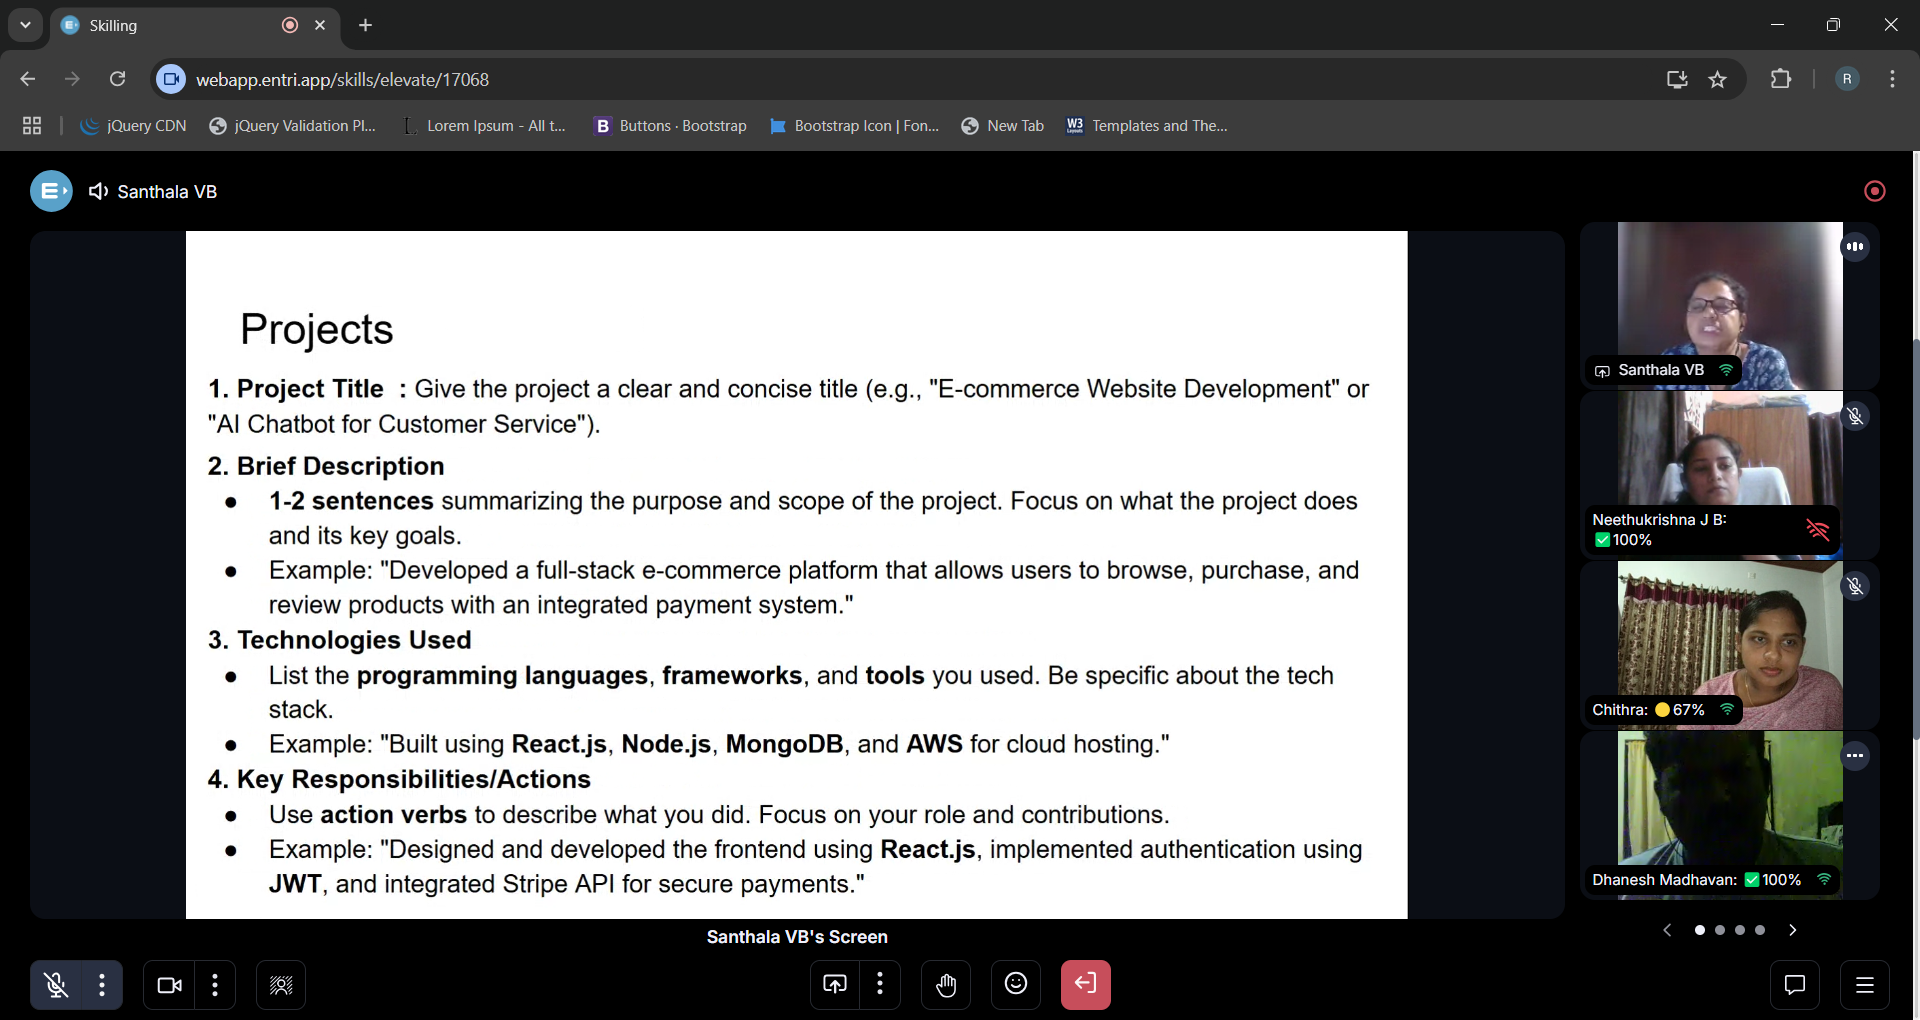 Skilling
webapp.entri.app/skills/elevate/17068
R
jQuery CDN
jQuery Validation Pl...
Lorem Ipsum - All t...
B Buttons · Bootstrap
Bootstrap Icon | Fon...
New Tab
W3 Templates and The...
E
Santhala VB
Projects
1. Project Title : Give the project a clear and concise title (e.g., "E-commerce Website Development" or
"AI Chatbot for Customer Service").
2. Brief Description
● 1-2 sentences summarizing the purpose and scope of the project. Focus on what the project does
and its key goals.
● Example: "Developed a full-stack e-commerce platform that allows users to browse, purchase, and
review products with an integrated payment system."
3. Technologies Used
● List the programming languages, frameworks, and tools you used. Be specific about the tech
stack.
● Example: "Built using React.js, Node.js, MongoDB, and AWS for cloud hosting."
4. Key Responsibilities/Actions
● Use action verbs to describe what you did. Focus on your role and contributions.
● Example: "Designed and developed the frontend using React.js, implemented authentication using
JWT, and integrated Stripe API for secure payments."
Santhala VB's Screen
Santhala VB
Neethukrishna J B:
✅100%
Chithra: 🟡67%
Dhanesh Madhavan: ✅100%